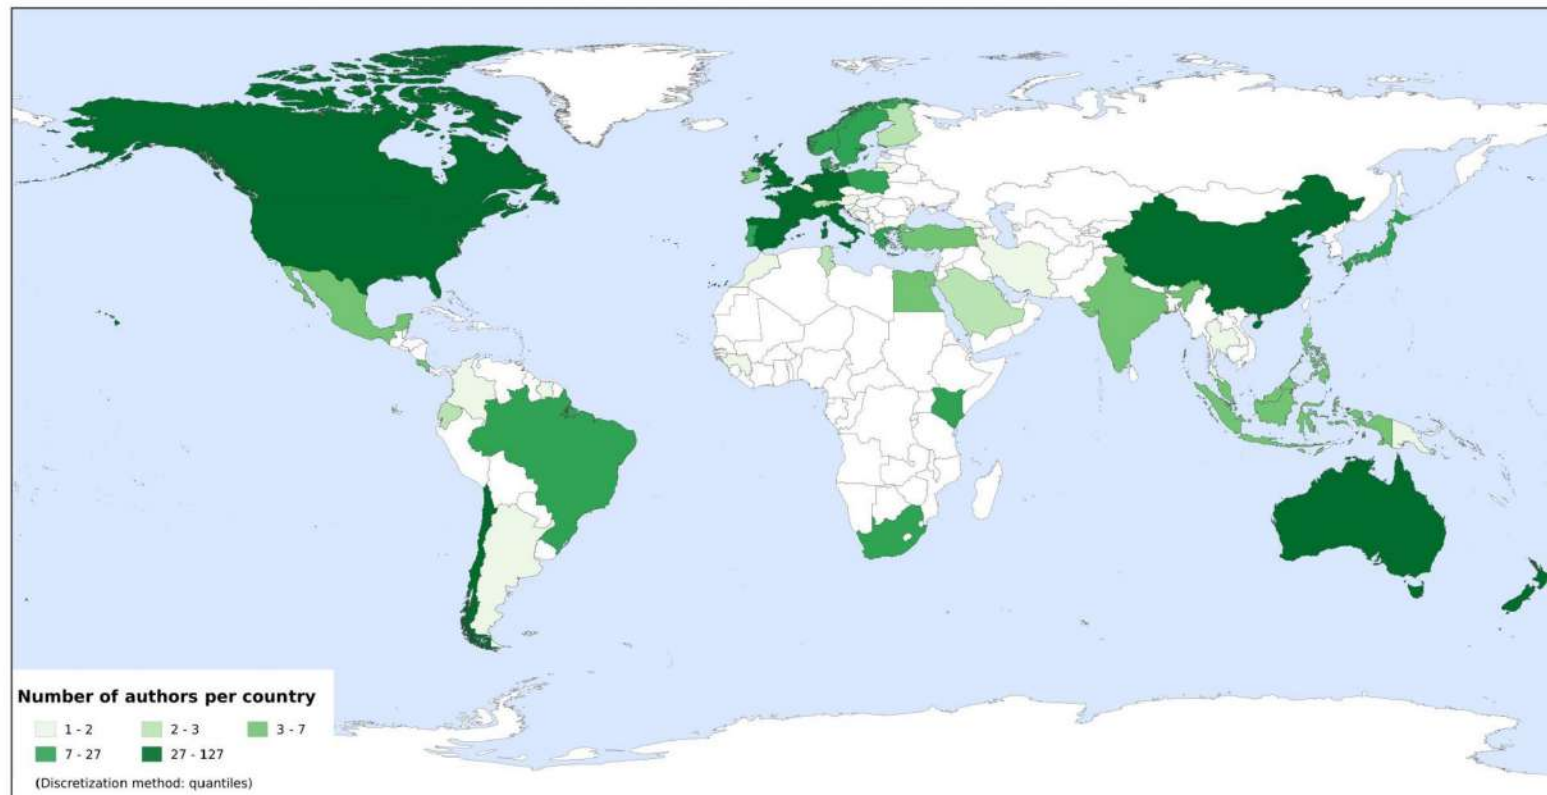 Number of authors per country
1 - 2 2 - 3 3 - 7
7 - 27 27 - 127
(Discretization method: quantiles)